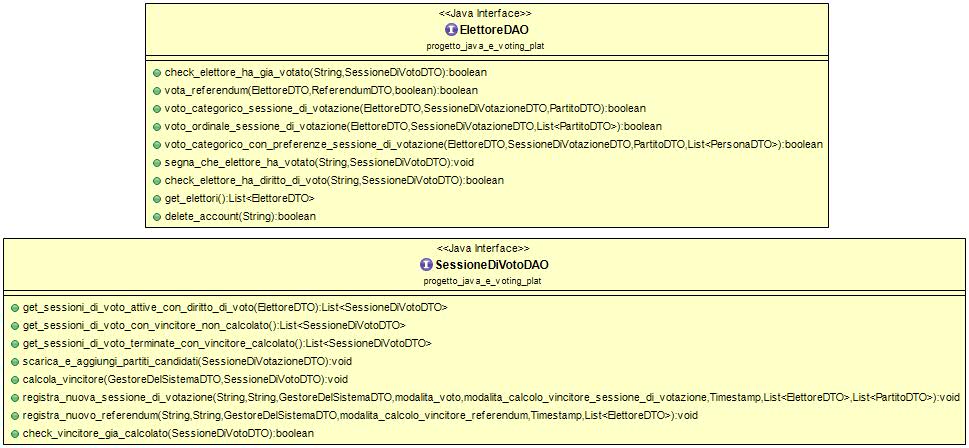 <<Java Interface>>
ElettoreDAO
progetto_java_e_voting_plat
check_elettore_ha_gia_votato(String,SessioneDiVotoDTO):boolean
vota_referendum(ElettoreDTO,ReferendumDTO,boolean):boolean
voto_categorico_sessione_di_votazione(ElettoreDTO,SessioneDiVotazioneDTO,PartitoDTO):boolean
voto_ordinale_sessione_di_votazione(ElettoreDTO,SessioneDiVotazioneDTO,List<PartitoDTO>):boolean
voto_categorico_con_preferenze_sessione_di_votazione(ElettoreDTO,SessioneDiVotazioneDTO,PartitoDTO,List<PersonaDTO>):boolean
segna_che_elettore_ha_votato(String,SessioneDiVotoDTO):void
check_elettore_ha_diritto_di_voto(String,SessioneDiVotoDTO):boolean
get_elettori():List<ElettoreDTO>
delete_account(String):boolean
<<Java Interface>>
SessioneDiVotoDAO
progetto_java_e_voting_plat
get_sessioni_di_voto_attive_con_diritto_di_voto(ElettoreDTO):List<SessioneDiVotoDTO>
get_sessioni_di_voto_con_vincitore_non_calcolato():List<SessioneDiVotoDTO>
get_sessioni_di_voto_terminate_con_vincitore_calcolato():List<SessioneDiVotoDTO>
scarica_e_aggiungi_partiti_candidati(SessioneDiVotazioneDTO):void
calcola_vincitore(GestoreDelSistemaDTO,SessioneDiVotoDTO):void
registra_nuova_sessione_di_votazione(String,String,GestoreDelSistemaDTO,modalita_voto,modalita_calcolo_vincitore_sessione_di_votazione,Timestamp,List<ElettoreDTO>,List<PartitoDTO>):void
registra_nuovo_referendum(String,String,GestoreDelSistemaDTO,modalita_calcolo_vincitore_referendum,Timestamp,List<ElettoreDTO>):void
check_vincitore_gia_calcolato(SessioneDiVotoDTO):boolean